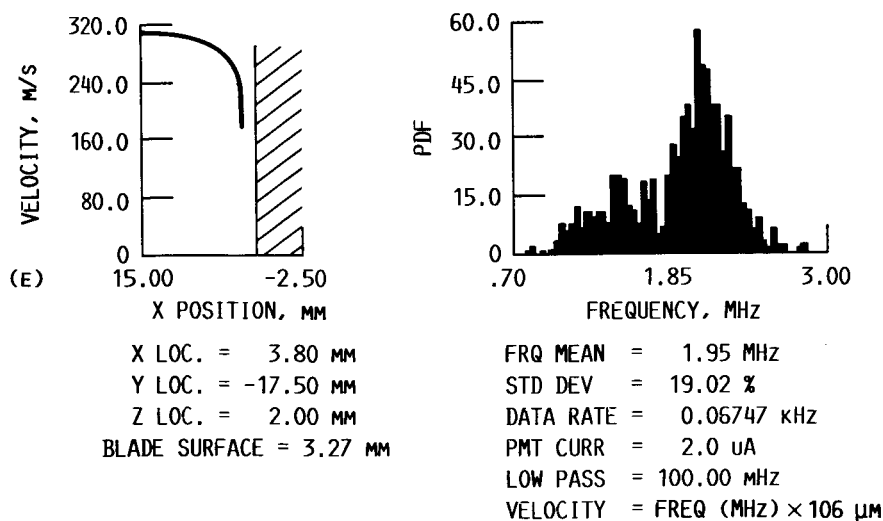 320.0
240.0
160.0
80.0
0
VELOCITY, M/S
(E)
15.00 -2.50
X POSITION, MM
X LOC. = 3.80 MM
Y LOC. = -17.50 MM
Z LOC. = 2.00 MM
BLADE SURFACE = 3.27 MM
60.0
45.0
30.0
15.0
0.0
PDF
.70 1.85 3.00
FREQUENCY, MHz
FRQ MEAN = 1.95 MHz
STD DEV = 19.02 %
DATA RATE = 0.06747 KHz
PMT CURR = 2.0 uA
LOW PASS = 100.00 MHz
VELOCITY = FREQ (MHz) × 106 μM